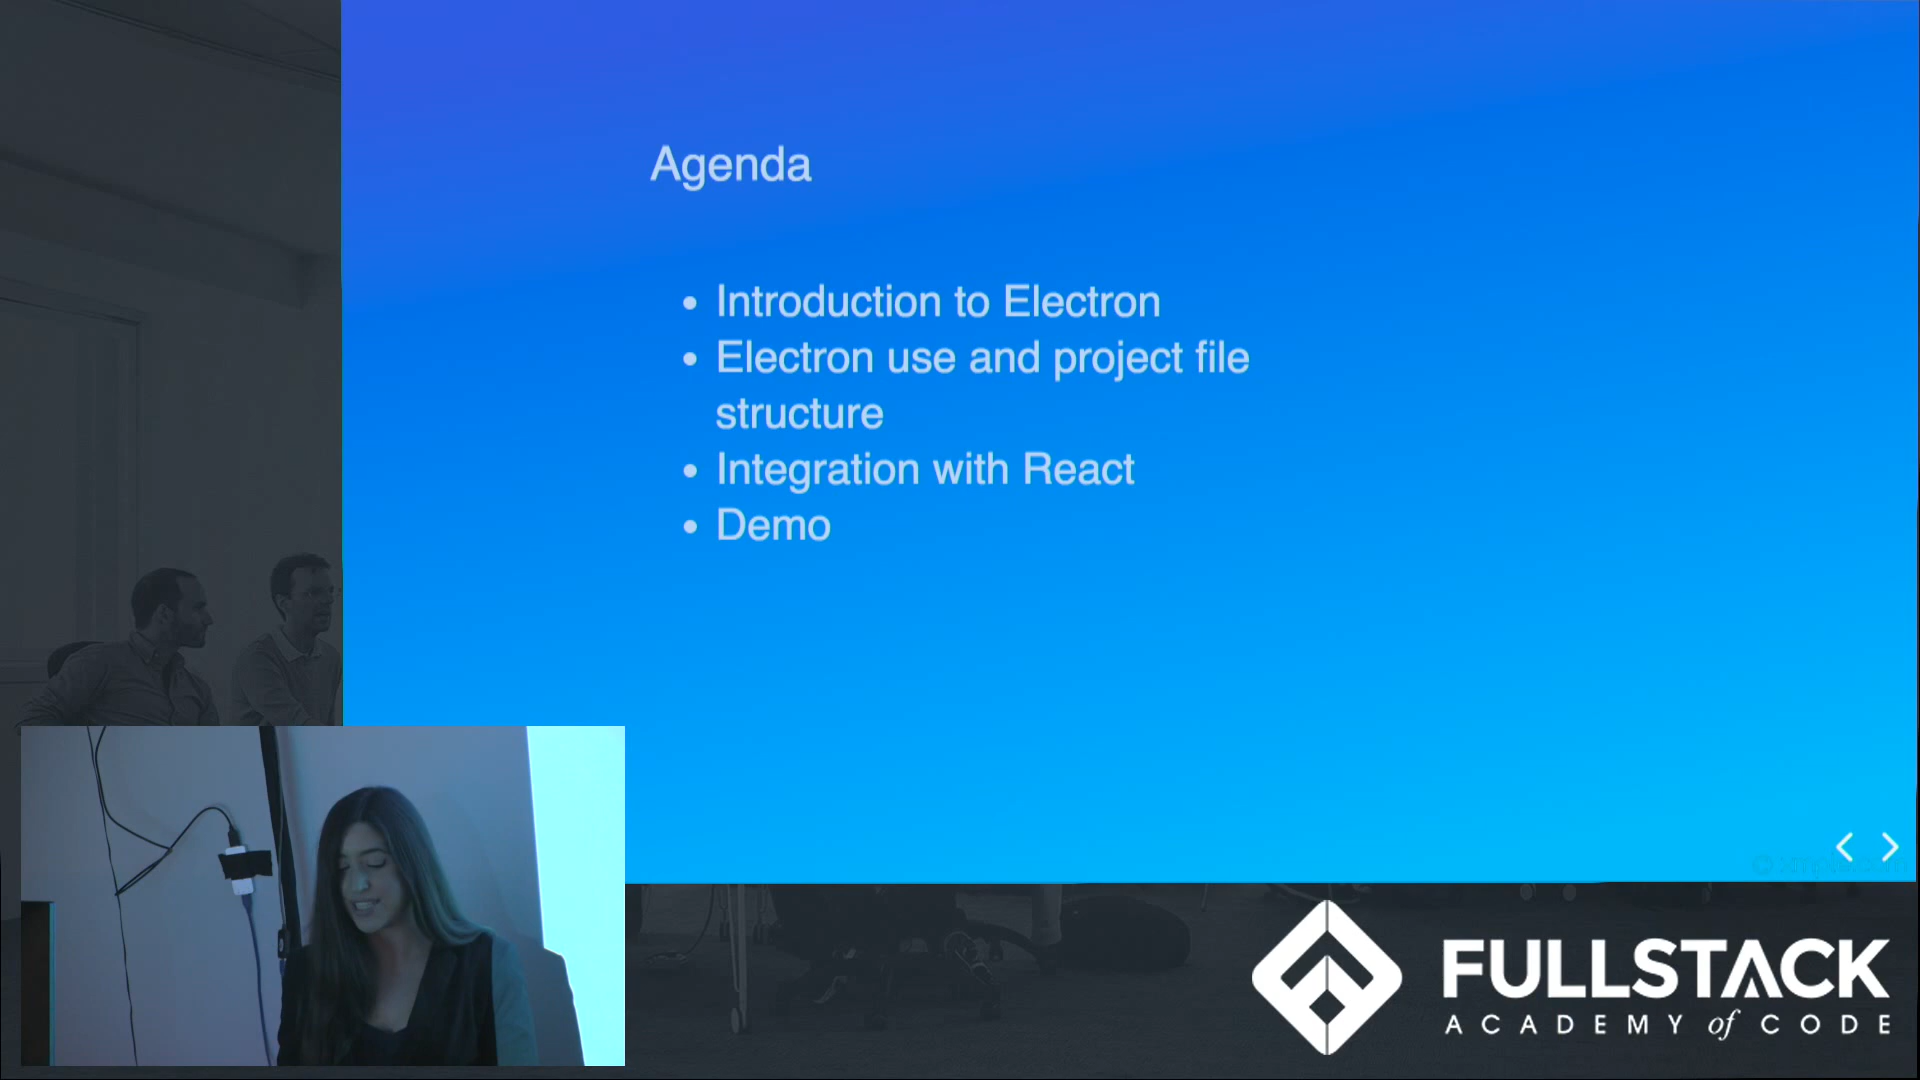 Agenda
Introduction to Electron
Electron use and project file
structure
Integration with React
Demo
FULLSTACK
ACADEMY of CODE